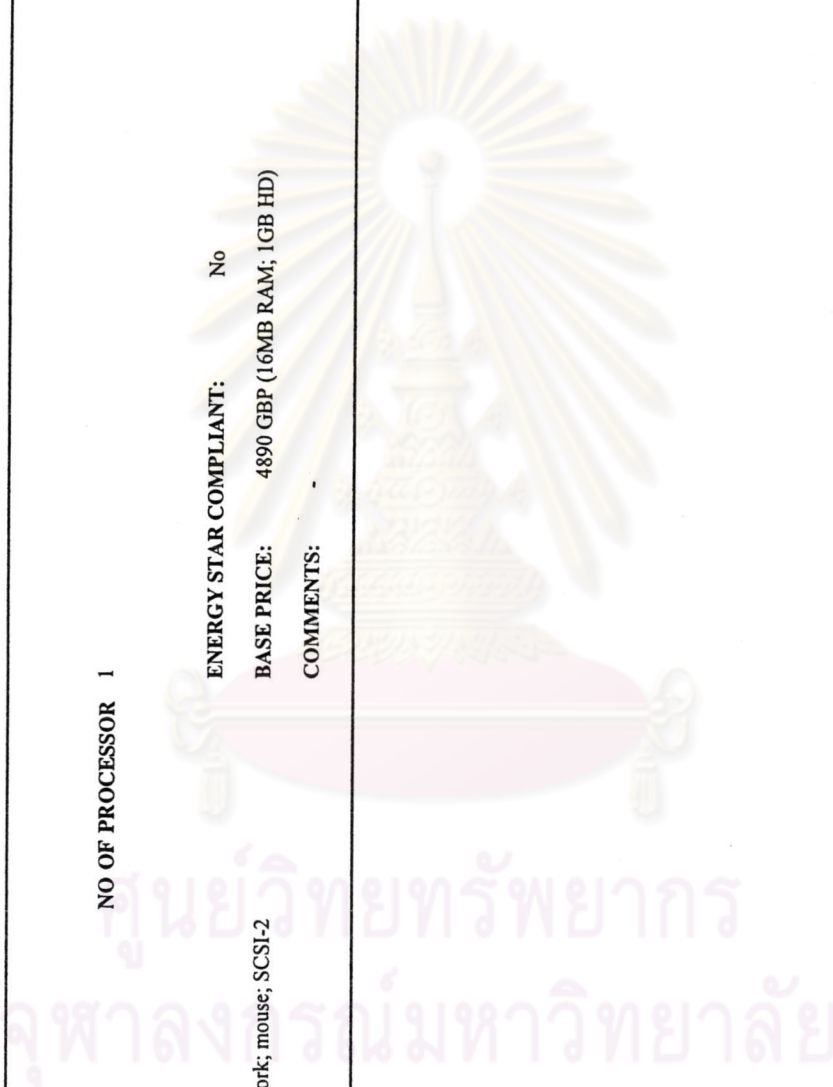 NO OF PROCESSOR 1
ENERGY STAR COMPLIANT: No
ork; mouse; SCSI-2
BASE PRICE: 4890 GBP (16MB RAM; 1GB HD)
COMMENTS: -
ศูนย์วิทยทรัพยากร
จุฬาลงกรณ์มหาวิทยาลัย